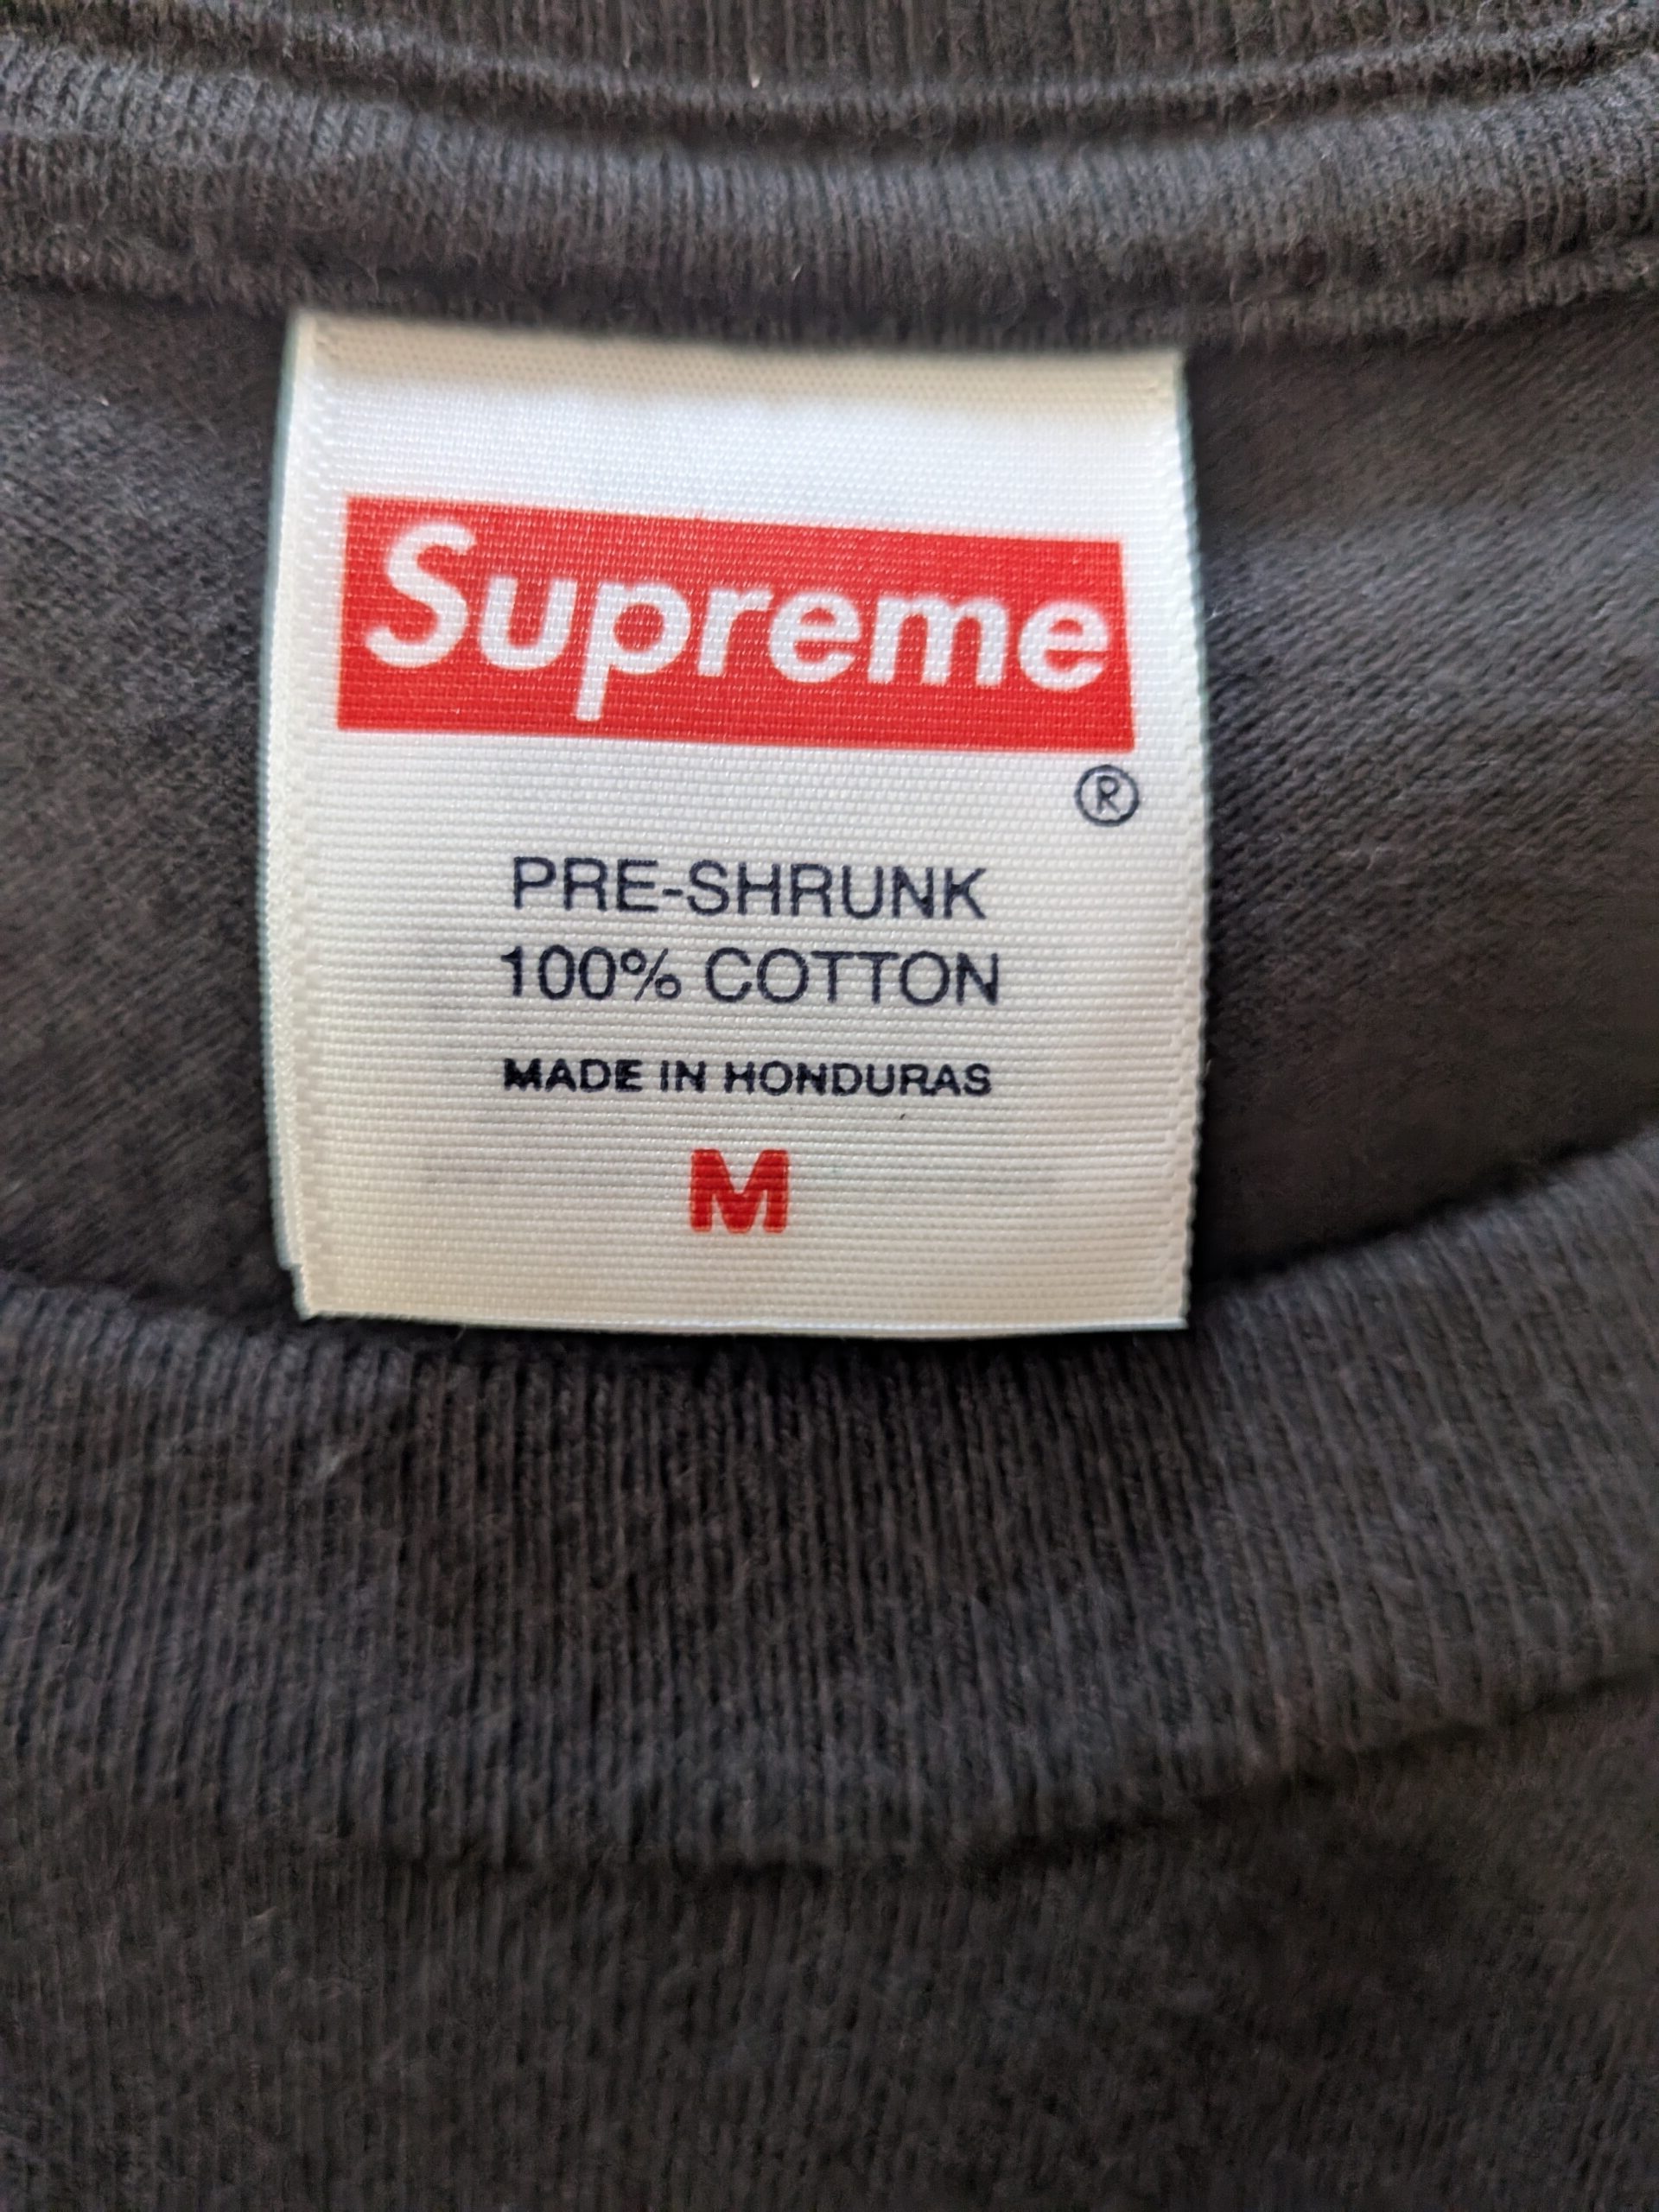 Supreme
®
PRE-SHRUNK
100% COTTON
MADE IN HONDURAS
M